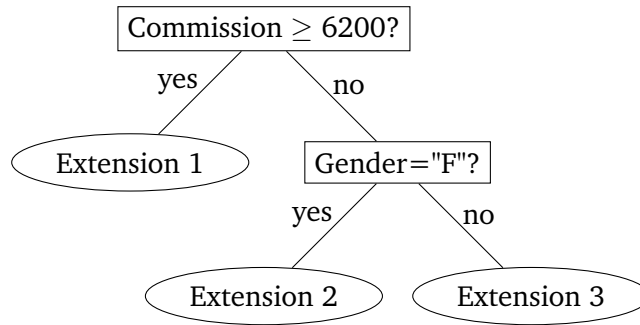 Commission ≥ 6200?
yes
no
Extension 1
Gender="F"?
yes
no
Extension 2
Extension 3